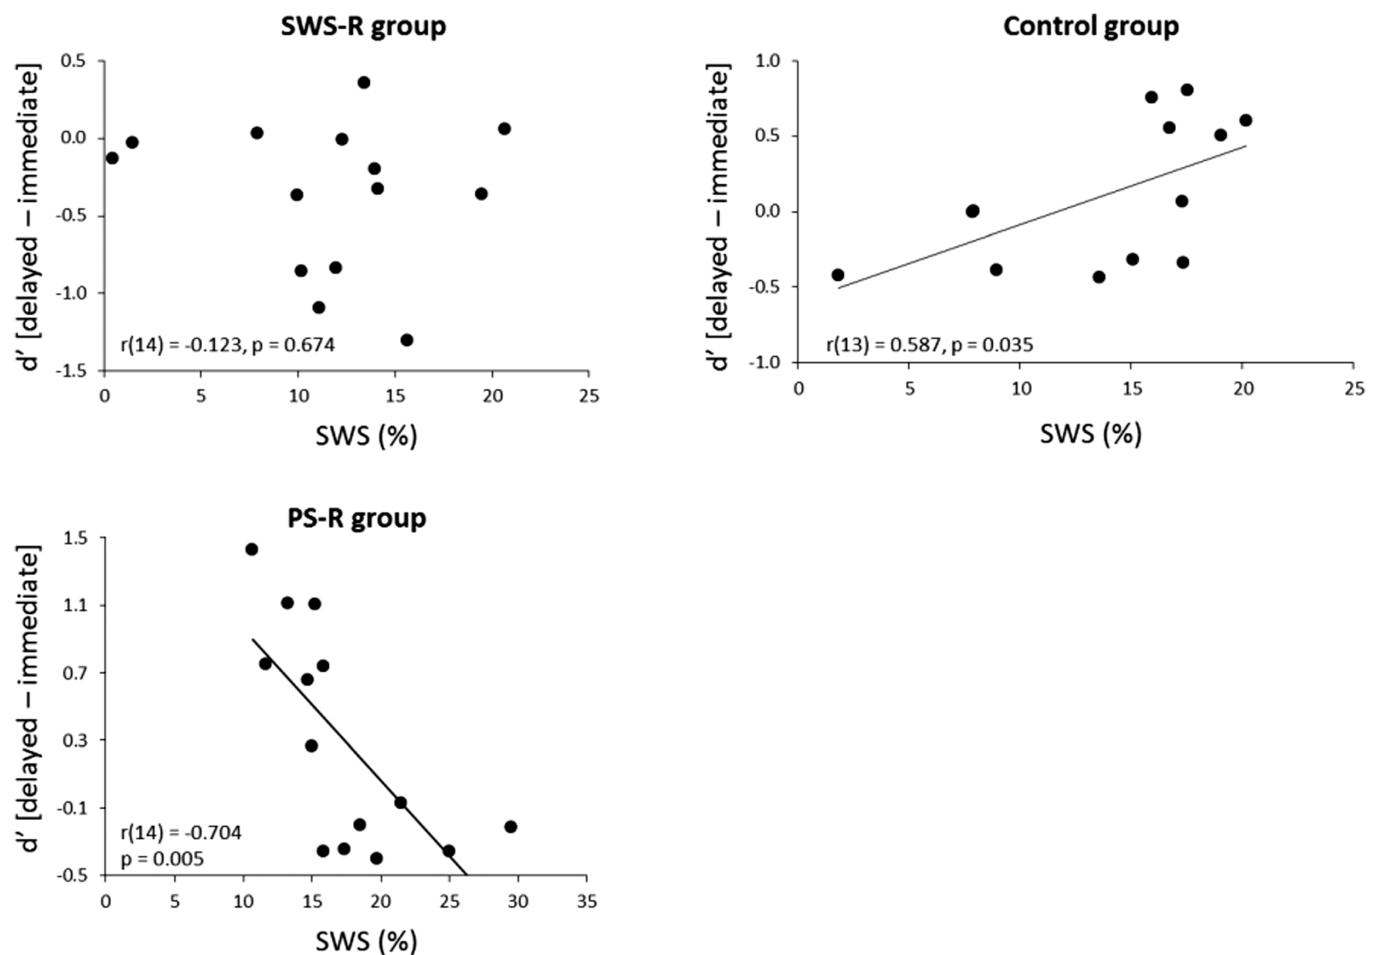 SWS-R group
d’ [delayed – immediate]
0.5
0.0
-0.5
-1.0
-1.5
r(14) = -0.123, p = 0.674
0 5 10 15 20 25
SWS (%)
Control group
d’ [delayed – immediate]
1.0
0.5
0.0
-0.5
-1.0
r(13) = 0.587, p = 0.035
0 5 10 15 20 25
SWS (%)
PS-R group
d’ [delayed – immediate]
1.5
1.1
0.7
0.3
-0.1
-0.5
r(14) = -0.704
p = 0.005
0 5 10 15 20 25 30 35
SWS (%)